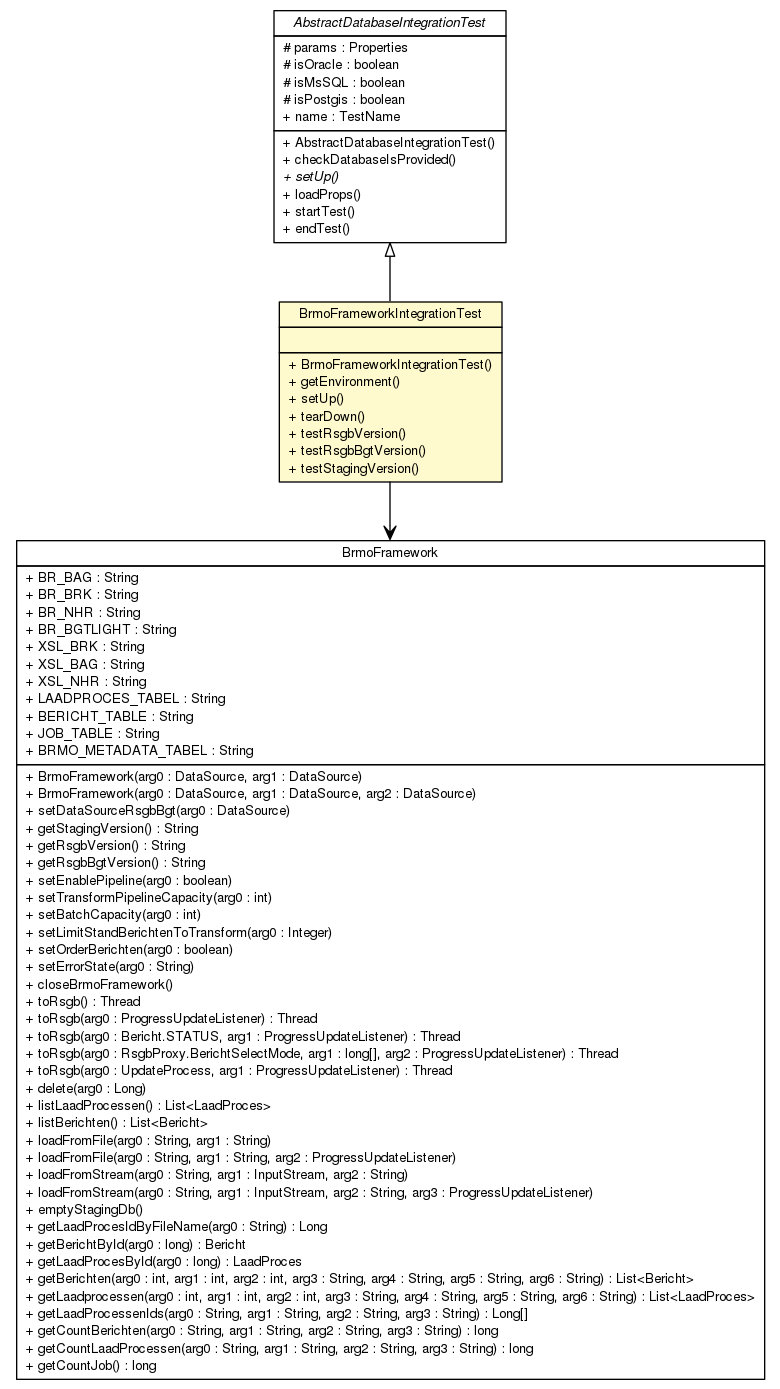 AbstractDatabaseIntegrationTest
# params : Properties
# isOracle : boolean
# isMsSQL : boolean
# isPostgis : boolean
+ name : TestName
+ AbstractDatabaseIntegrationTest()
+ checkDatabaseIsProvided()
+ setUp()
+ loadProps()
+ startTest()
+ endTest()
BrmoFrameworkIntegrationTest
+ BrmoFrameworkIntegrationTest()
+ getEnvironment()
+ setUp()
+ tearDown()
+ testRsgbVersion()
+ testRsgbBgtVersion()
+ testStagingVersion()
BrmoFramework
+ BR_BAG : String
+ BR_BRK : String
+ BR_NHR : String
+ BR_BGTLIGHT : String
+ XSL_BRK : String
+ XSL_BAG : String
+ XSL_NHR : String
+ LAADPROCES_TABEL : String
+ BERICHT_TABLE : String
+ JOB_TABLE : String
+ BRMO_METADATA_TABEL : String
+ BrmoFramework(arg0 : DataSource, arg1 : DataSource)
+ BrmoFramework(arg0 : DataSource, arg1 : DataSource, arg2 : DataSource)
+ setDataSourceRsgbBgt(arg0 : DataSource)
+ getStagingVersion() : String
+ getRsgbVersion() : String
+ getRsgbBgtVersion() : String
+ setEnablePipeline(arg0 : boolean)
+ setTransformPipelineCapacity(arg0 : int)
+ setBatchCapacity(arg0 : int)
+ setLimitStandBerichtenToTransform(arg0 : Integer)
+ setOrderBerichten(arg0 : boolean)
+ setErrorState(arg0 : String)
+ closeBrmoFramework()
+ toRsgb() : Thread
+ toRsgb(arg0 : ProgressUpdateListener) : Thread
+ toRsgb(arg0 : Bericht.STATUS, arg1 : ProgressUpdateListener) : Thread
+ toRsgb(arg0 : RsgbProxy.BerichtSelectMode, arg1 : long[], arg2 : ProgressUpdateListener) : Thread
+ toRsgb(arg0 : UpdateProcess, arg1 : ProgressUpdateListener) : Thread
+ delete(arg0 : Long)
+ listLaadProcessen() : List<LaadProces>
+ listBerichten() : List<Bericht>
+ loadFromFile(arg0 : String, arg1 : String)
+ loadFromFile(arg0 : String, arg1 : String, arg2 : ProgressUpdateListener)
+ loadFromStream(arg0 : String, arg1 : InputStream, arg2 : String)
+ loadFromStream(arg0 : String, arg1 : InputStream, arg2 : String, arg3 : ProgressUpdateListener)
+ emptyStagingDb()
+ getLaadProcesIdByFileName(arg0 : String) : Long
+ getBerichtById(arg0 : long) : Bericht
+ getLaadProcesById(arg0 : long) : LaadProces
+ getBerichten(arg0 : int, arg1 : int, arg2 : int, arg3 : String, arg4 : String, arg5 : String, arg6 : String) : List<Bericht>
+ getLaadprocessen(arg0 : int, arg1 : int, arg2 : int, arg3 : String, arg4 : String, arg5 : String, arg6 : String) : List<LaadProces>
+ getLaadProcessenIds(arg0 : String, arg1 : String, arg2 : String, arg3 : String) : Long[]
+ getCountBerichten(arg0 : String, arg1 : String, arg2 : String, arg3 : String) : long
+ getCountLaadProcessen(arg0 : String, arg1 : String, arg2 : String, arg3 : String) : long
+ getCountJob() : long